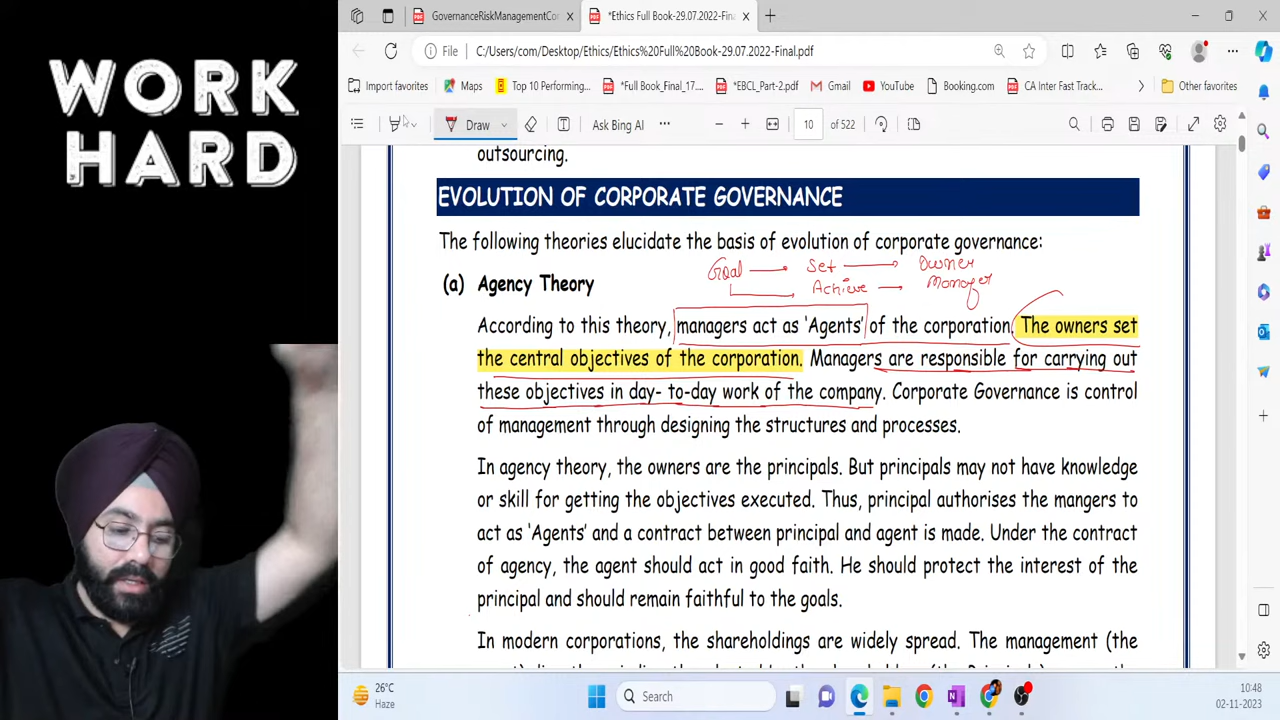 WORK
HARD
GovernanceRiskManagementCo
*Ethics Full Book-29.07.2022-Fina
File
C:/Users/com/Desktop/Ethics/Ethics%20Full%20Book-29.07.2022-Final.pdf
Import favorites
Maps
Top 10 Performing...
*Full Book_Final_17...
*EBCL_Part-2.pdf
Gmail
YouTube
Booking.com
CA Inter Fast Track...
Other favorites
Draw
Ask Bing AI
10
of 522
outsourcing.
EVOLUTION OF CORPORATE GOVERNANCE
The following theories elucidate the basis of evolution of corporate governance:
Goal → Set → Owner
Achieve → Manager
(a) Agency Theory
According to this theory, managers act as ‘Agents’ of the corporation. The owners set
the central objectives of the corporation. Managers are responsible for carrying out
these objectives in day- to-day work of the company. Corporate Governance is control
of management through designing the structures and processes.
In agency theory, the owners are the principals. But principals may not have knowledge
or skill for getting the objectives executed. Thus, principal authorises the mangers to
act as ‘Agents’ and a contract between principal and agent is made. Under the contract
of agency, the agent should act in good faith. He should protect the interest of the
principal and should remain faithful to the goals.
In modern corporations, the shareholdings are widely spread. The management (the
26°C
Haze
Search
10:48
02-11-2023